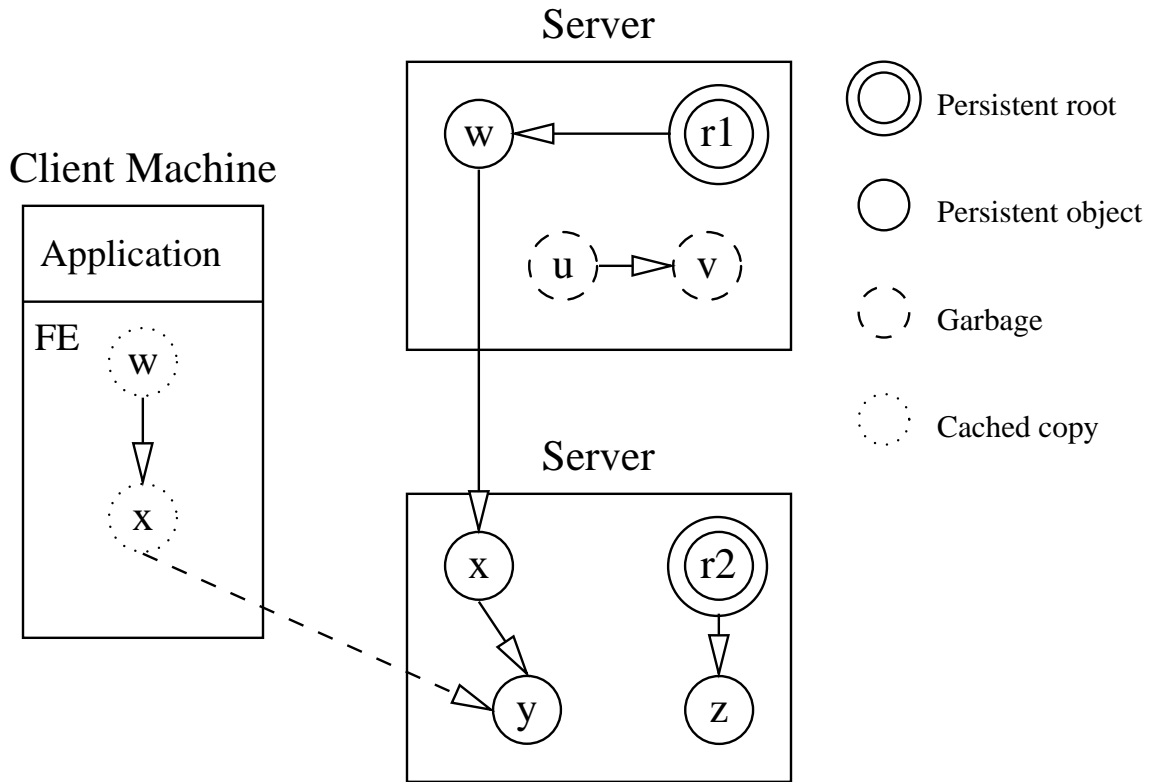 Server
w
r1
u
v
Persistent root
Persistent object
Garbage
Cached copy
Client Machine
Application
FE
w
x
Server
x
r2
y
z